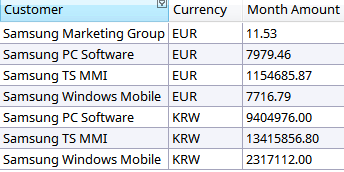 Customer Currency Month Amount
Samsung Marketing Group EUR 11.53
Samsung PC Software EUR 7979.46
Samsung TS MMI EUR 1154685.87
Samsung Windows Mobile EUR 7716.79
Samsung PC Software KRW 9404976.00
Samsung TS MMI KRW 13415856.80
Samsung Windows Mobile KRW 2317112.00